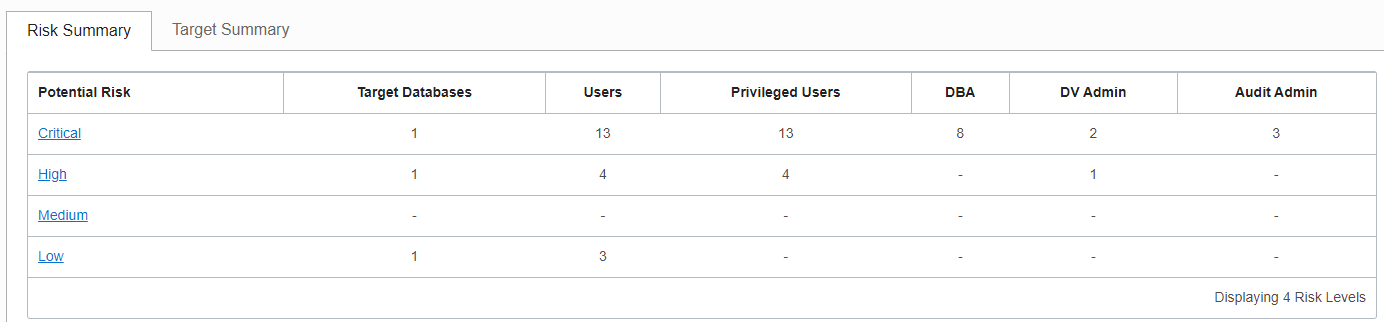 Risk Summary Target Summary
Potential Risk Target Databases Users Privileged Users DBA DV Admin Audit Admin
Critical 1 13 13 8 2 3
High 1 4 4 - 1 -
Medium - - - - - -
Low 1 3 - - - -
Displaying 4 Risk Levels